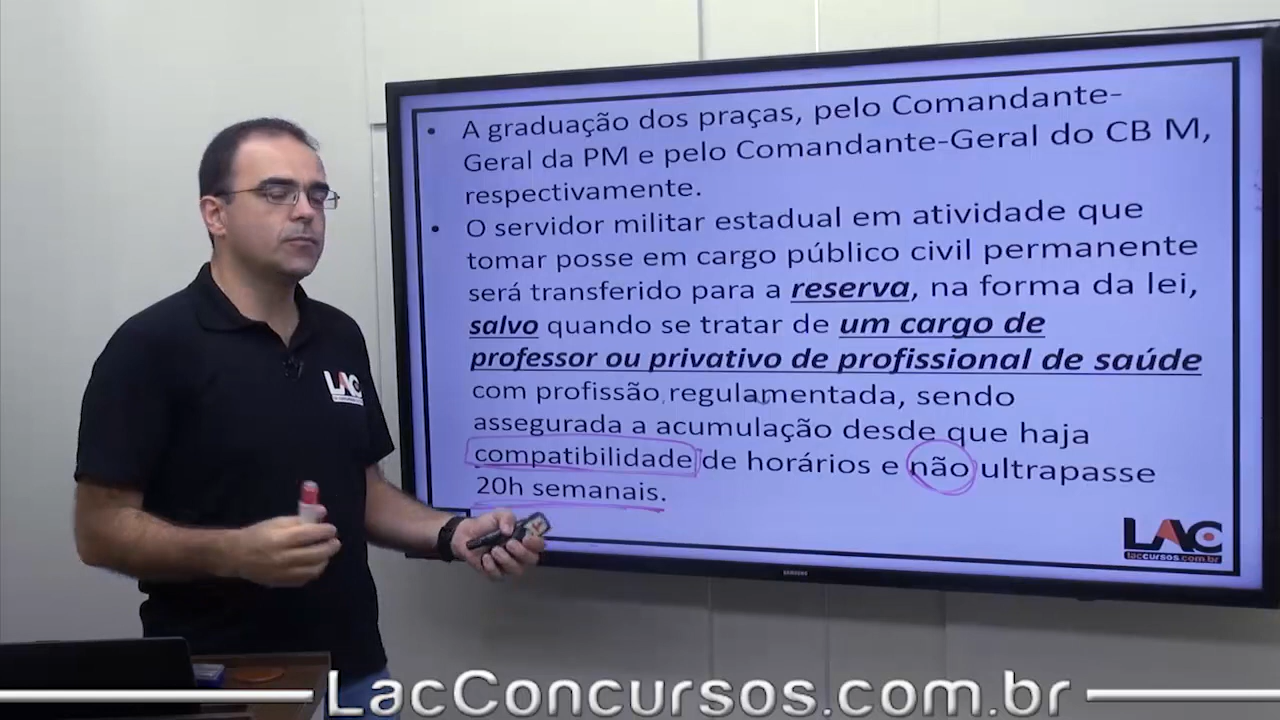 • A graduação dos praças, pelo Comandante-
Geral da PM e pelo Comandante-Geral do CB M,
respectivamente.
• O servidor militar estadual em atividade que
tomar posse em cargo público civil permanente
será transferido para a reserva, na forma da lei,
salvo quando se tratar de um cargo de
professor ou privativo de profissional de saúde
com profissão regulamentada, sendo
assegurada a acumulação desde que haja
compatibilidade de horários e não ultrapasse
20h semanais.
LAC
laccursos.com.br
SAMSUNG
LAC
LacConcursos.com.br